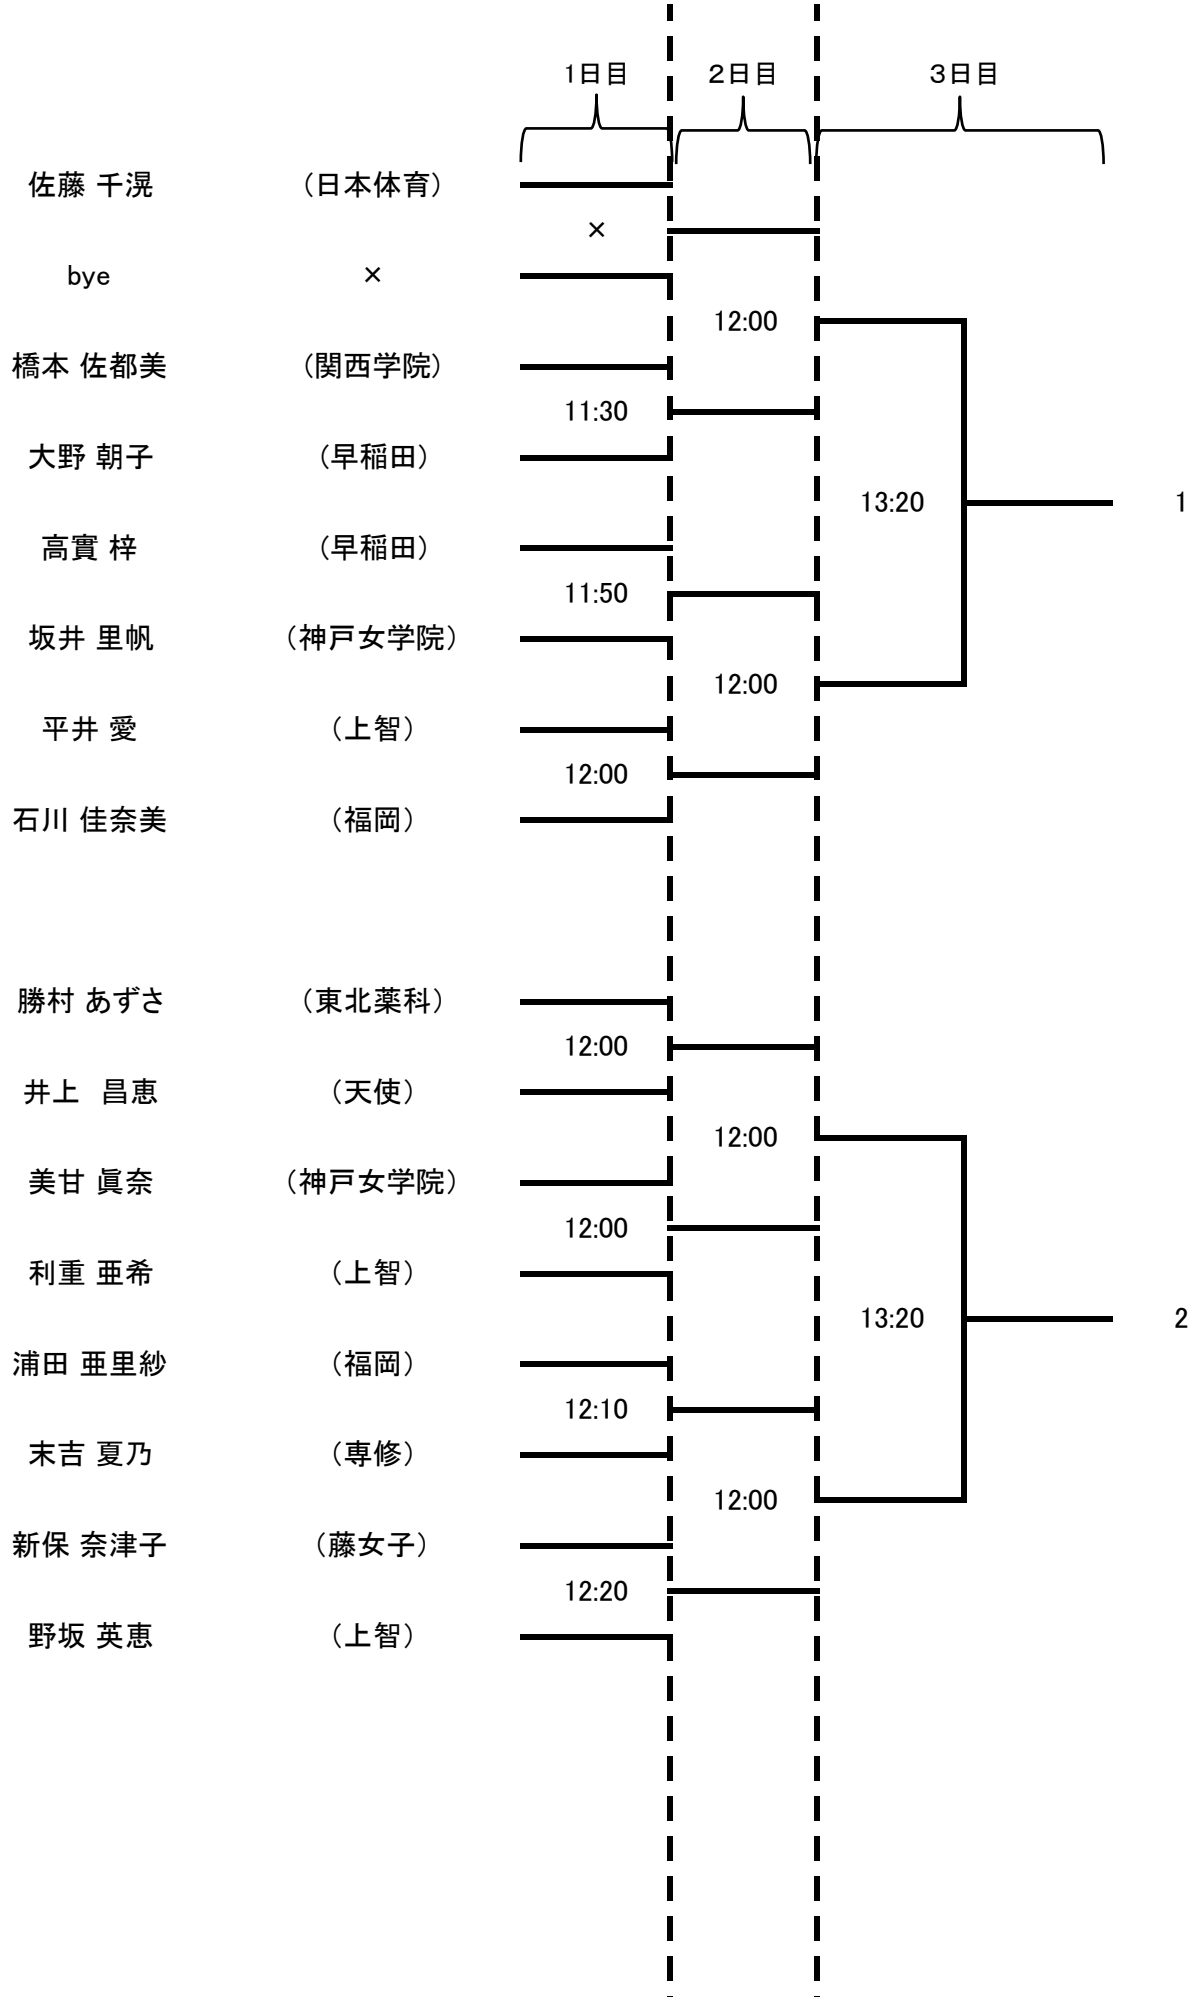 1日目 2日目 3日目
佐藤 千滉 (日本体育)
×
bye ×
12:00
橋本 佐都美 (関西学院)
11:30
大野 朝子 (早稲田)
13:20 1
高實 梓 (早稲田)
11:50
坂井 里帆 (神戸女学院)
12:00
平井 愛 (上智)
12:00
石川 佳奈美 (福岡)
勝村 あずさ (東北薬科)
12:00
井上 昌恵 (天使)
12:00
美甘 眞奈 (神戸女学院)
12:00
利重 亜希 (上智)
13:20 2
浦田 亜里紗 (福岡)
12:10
末吉 夏乃 (専修)
12:00
新保 奈津子 (藤女子)
12:20
野坂 英恵 (上智)